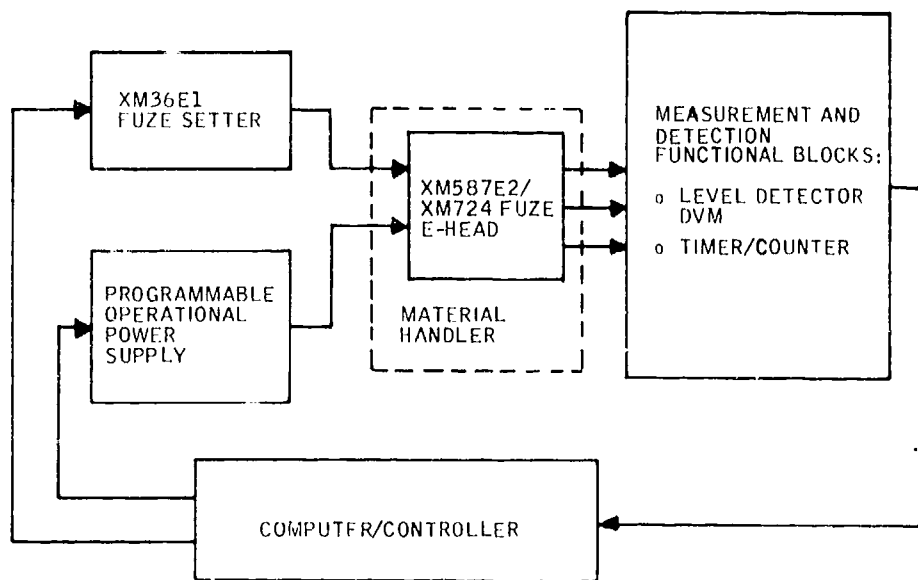 XM36E1
FUZE SETTER
PROGRAMMABLE
OPERATIONAL
POWER
SUPPLY
XM587E2/
XM724 FUZE
E-HEAD
MATERIAL
HANDLER
MEASUREMENT AND
DETECTION
FUNCTIONAL BLOCKS:
o LEVEL DETECTOR
DVM
o TIMER/COUNTER
COMPUTFR/CONTROLLER